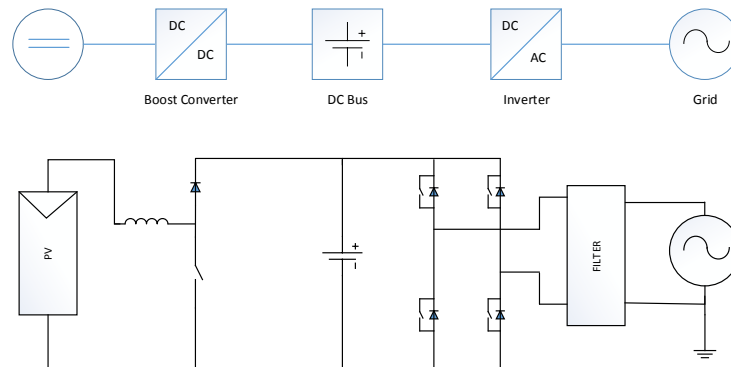 DC
DC
+
−
DC
AC
Boost Converter
DC Bus
Inverter
Grid
PV
+
−
FILTER